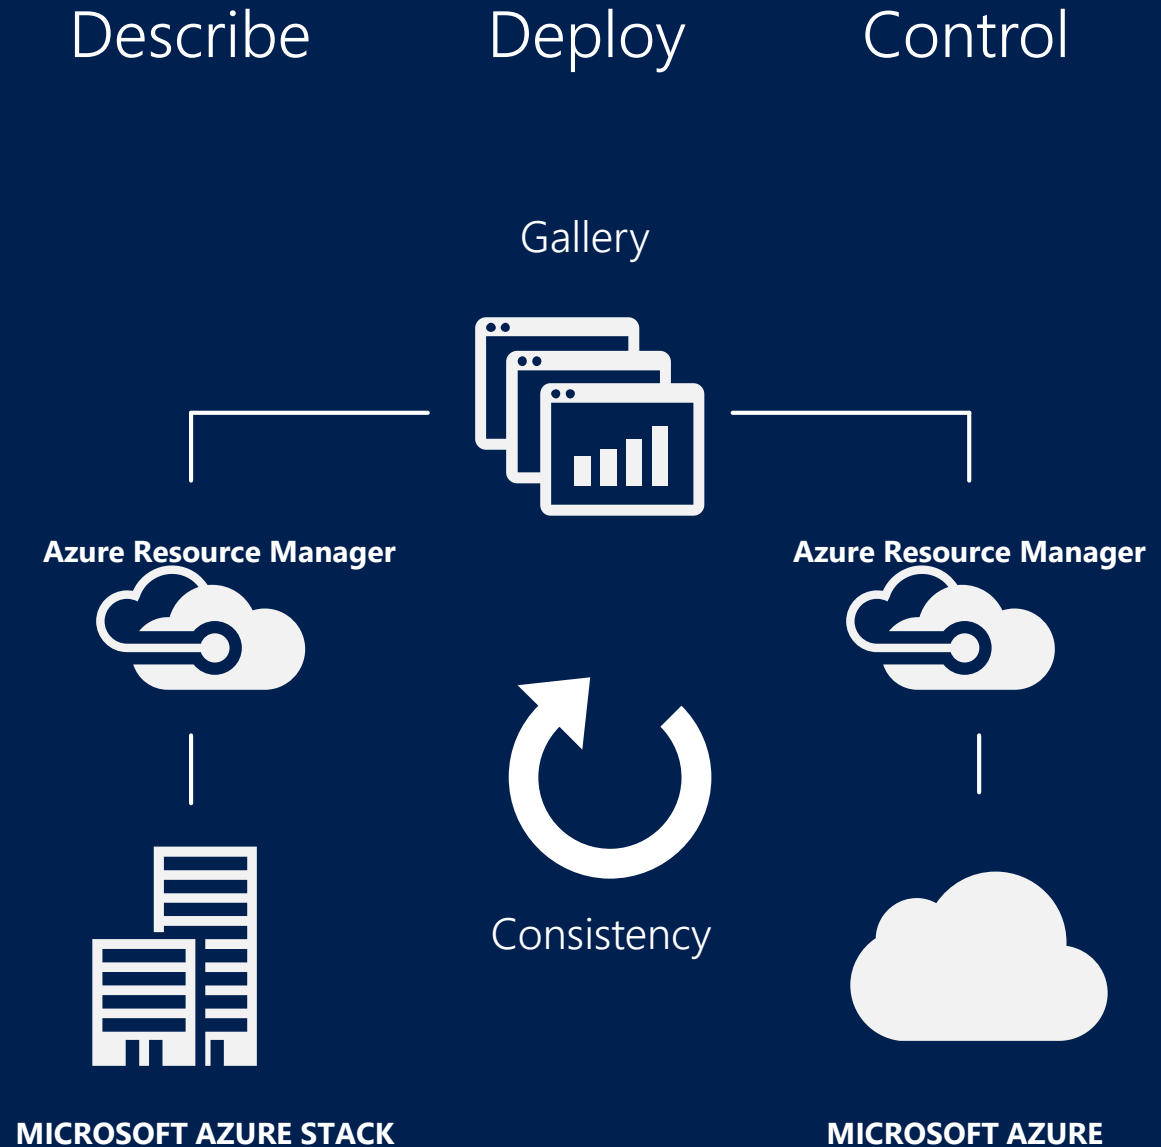 Describe
Deploy
Control
Gallery
Azure Resource Manager
Azure Resource Manager
Consistency
MICROSOFT AZURE STACK
MICROSOFT AZURE